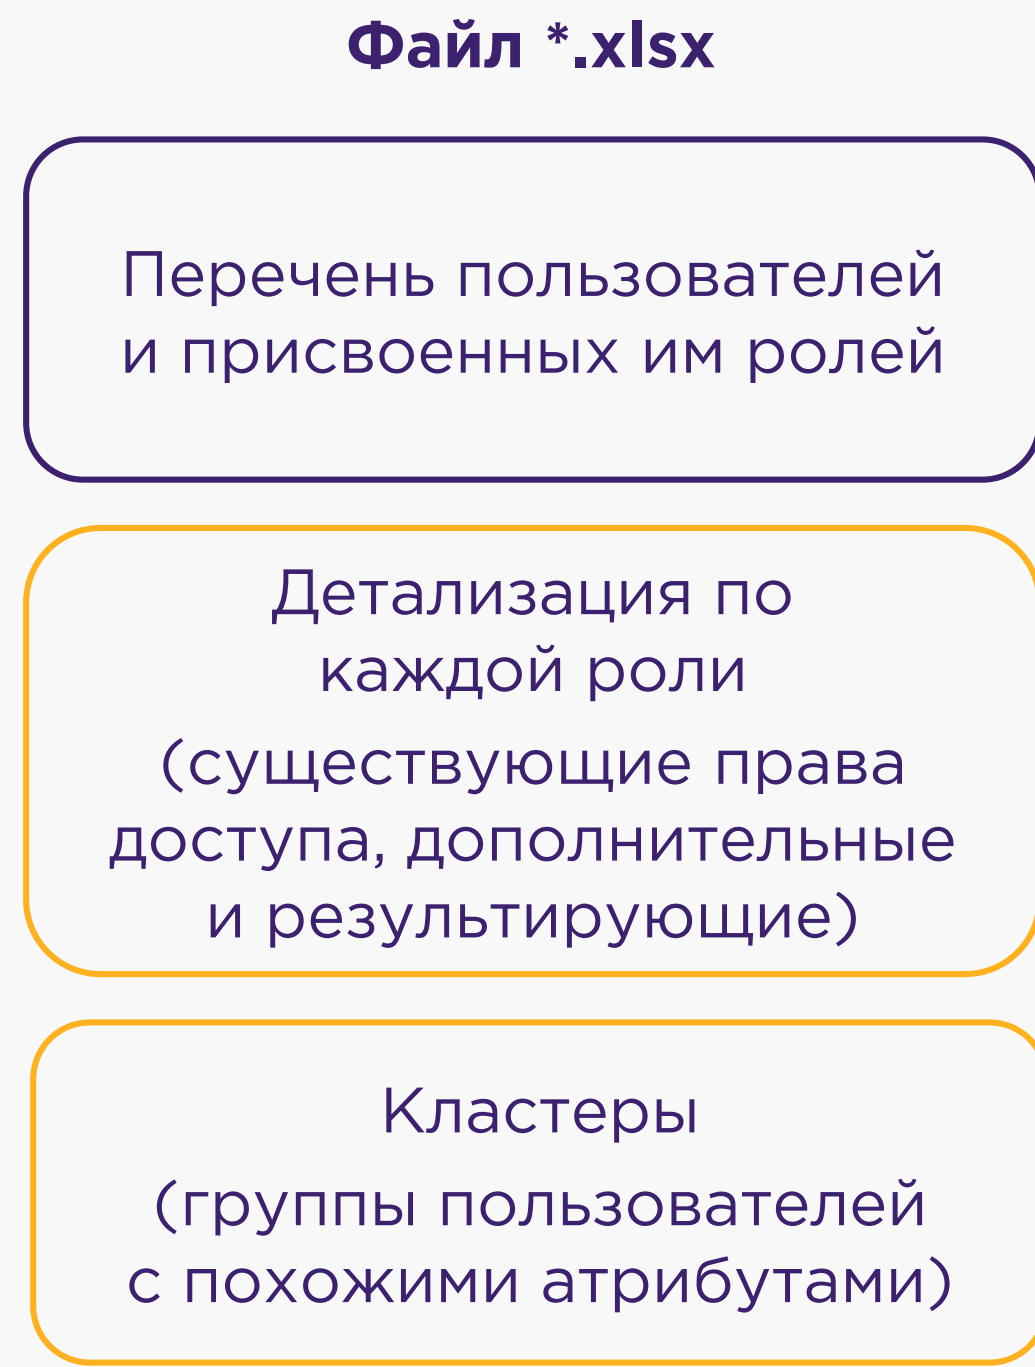 Файл *.xlsx
Перечень пользователей
и присвоенных им ролей
Детализация по
каждой роли
(существующие права
доступа, дополнительные
и результирующие)
Кластеры
(группы пользователей
с похожими атрибутами)